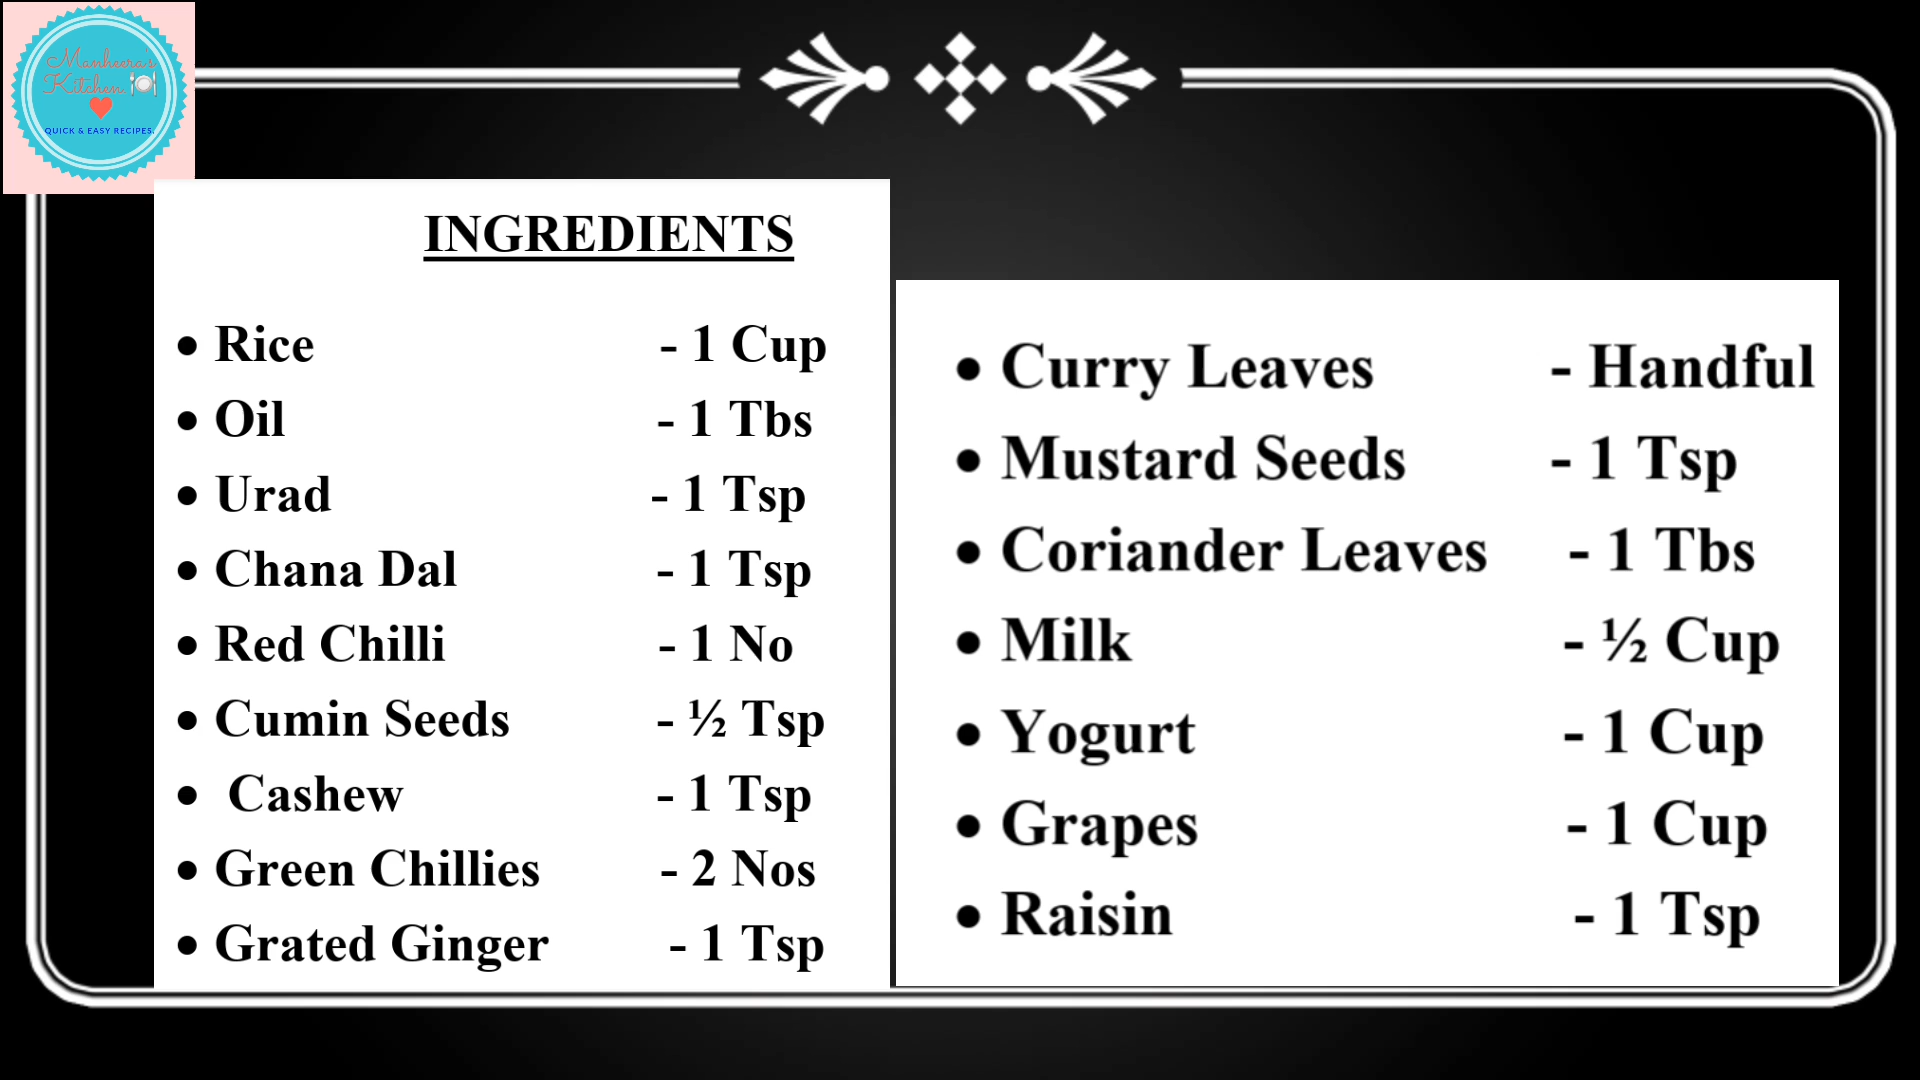 Manheera's
Kitchen.
QUICK & EASY RECIPES.
INGREDIENTS
• Rice - 1 Cup
• Oil - 1 Tbs
• Urad - 1 Tsp
• Chana Dal - 1 Tsp
• Red Chilli - 1 No
• Cumin Seeds - ½ Tsp
• Cashew - 1 Tsp
• Green Chillies - 2 Nos
• Grated Ginger - 1 Tsp
• Curry Leaves - Handful
• Mustard Seeds - 1 Tsp
• Coriander Leaves - 1 Tbs
• Milk - ½ Cup
• Yogurt - 1 Cup
• Grapes - 1 Cup
• Raisin - 1 Tsp